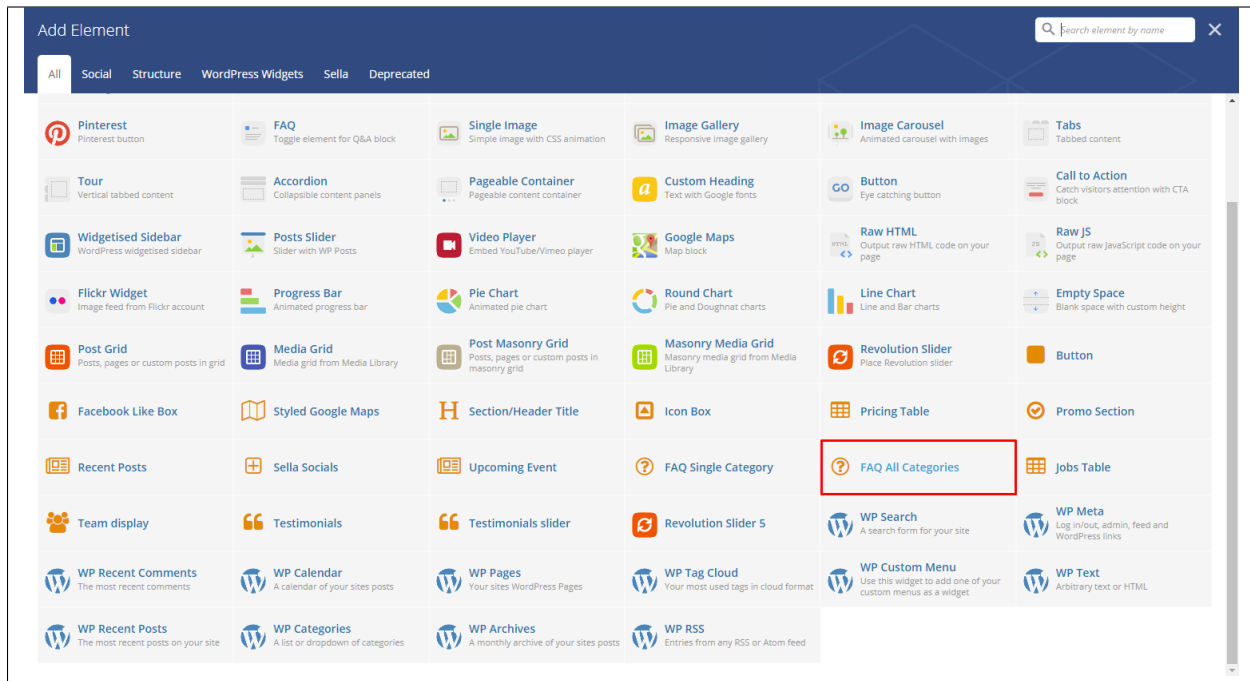 Add Element
Search element by name
All Social Structure WordPress Widgets Sella Deprecated
Pinterest
Pinterest button
FAQ
Toggle element for Q&A block
Single Image
Simple image with CSS animation
Image Gallery
Responsive image gallery
Image Carousel
Animated carousel with images
Tabs
Tabbed content
Tour
Vertical tabbed content
Accordion
Collapsible content panels
Pageable Container
Pageable content container
a
Custom Heading
Text with Google fonts
GO
Button
Eye catching button
Call to Action
Catch visitors attention with CTA
block
Widgetised Sidebar
WordPress widgetised sidebar
Posts Slider
Slider with WP Posts
Video Player
Embed YouTube/Vimeo player
Google Maps
Map block
HTML
Raw HTML
Output raw HTML code on your
page
JS
Raw JS
Output raw JavaScript code on your
page
Flickr Widget
Image feed from Flickr account
Progress Bar
Animated progress bar
Pie Chart
Animated pie chart
Round Chart
Pie and Doughnat charts
Line Chart
Line and Bar charts
Empty Space
Blank space with custom height
Post Grid
Posts, pages or custom posts in grid
Media Grid
Media grid from Media Library
Post Masonry Grid
Posts, pages or custom posts in
masonry grid
Masonry Media Grid
Masonry media grid from Media
Library
Revolution Slider
Place Revolution slider
Button
Facebook Like Box
Styled Google Maps
H
Section/Header Title
Icon Box
Pricing Table
Promo Section
Recent Posts
Sella Socials
Upcoming Event
FAQ Single Category
FAQ All Categories
Jobs Table
Team display
Testimonials
Testimonials slider
Revolution Slider 5
WP Search
A search form for your site
WP Meta
Log in/out, admin, feed and
WordPress links
WP Recent Comments
The most recent comments
WP Calendar
A calendar of your sites posts
WP Pages
Your sites WordPress Pages
WP Tag Cloud
Your most used tags in cloud format
WP Custom Menu
Use this widget to add one of your
custom menus as a widget
WP Text
Arbitrary text or HTML
WP Recent Posts
The most recent posts on your site
WP Categories
A list or dropdown of categories
WP Archives
A monthly archive of your sites posts
WP RSS
Entries from any RSS or Atom feed